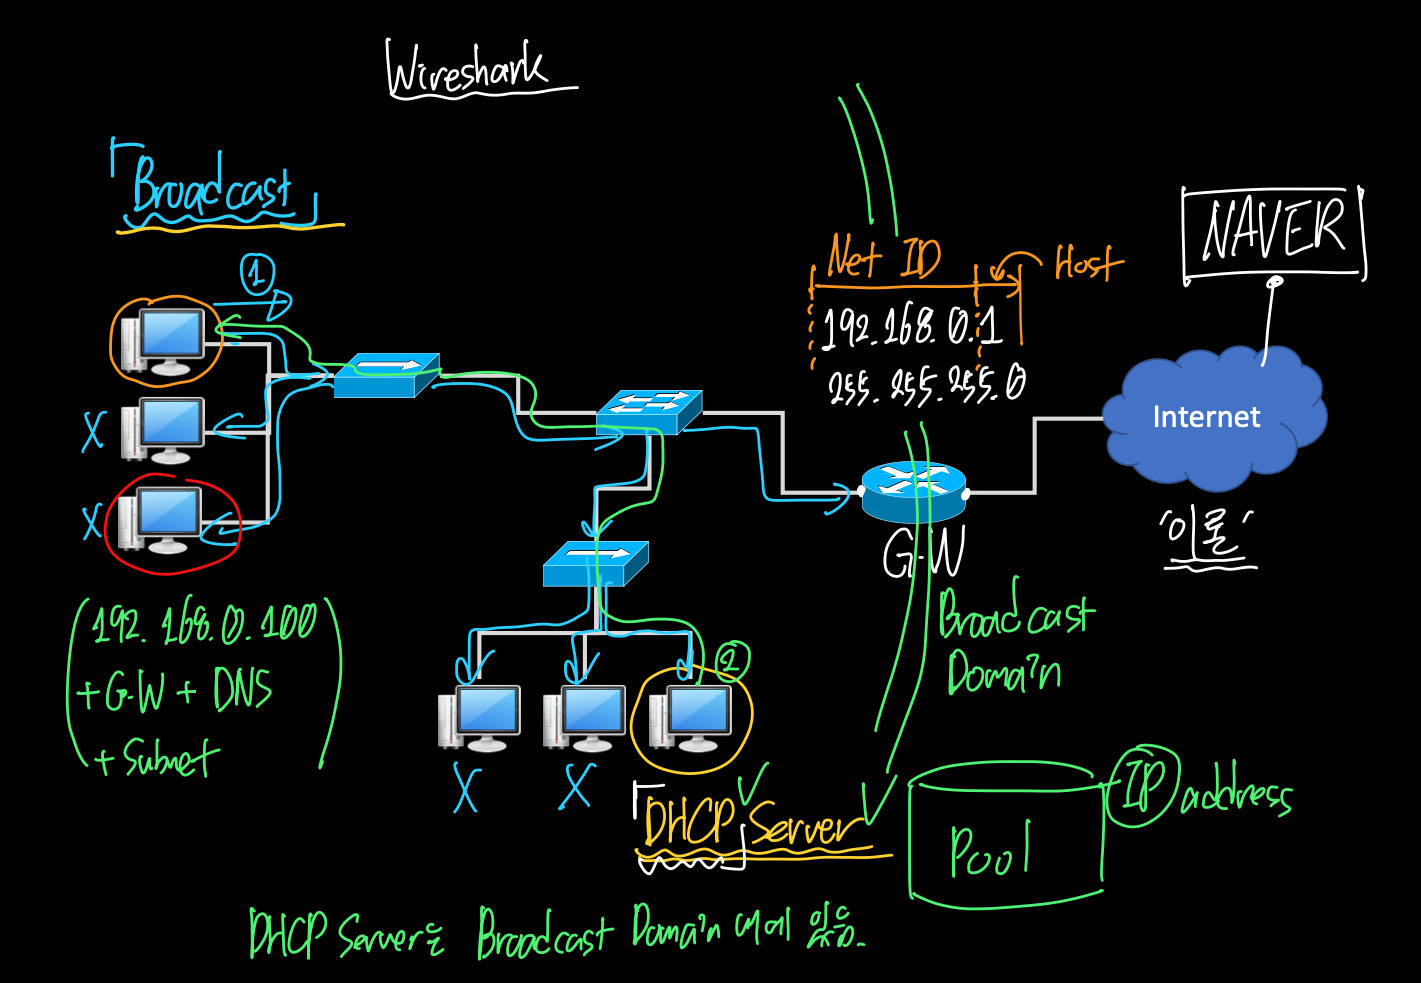 Wireshark
「Broadcast」
1
X
X
192.168.0.100
+ G.W + DNS
+ Subnet
Net ID
Host
192.168.0.1
255.255.255.0
NAVER
Internet
'이론'
G.W
Broadcast
Domain
2
X
X
「DHCP」 Server
Pool
IP address
DHCP Server는 Broadcast Domain 내에 있음.